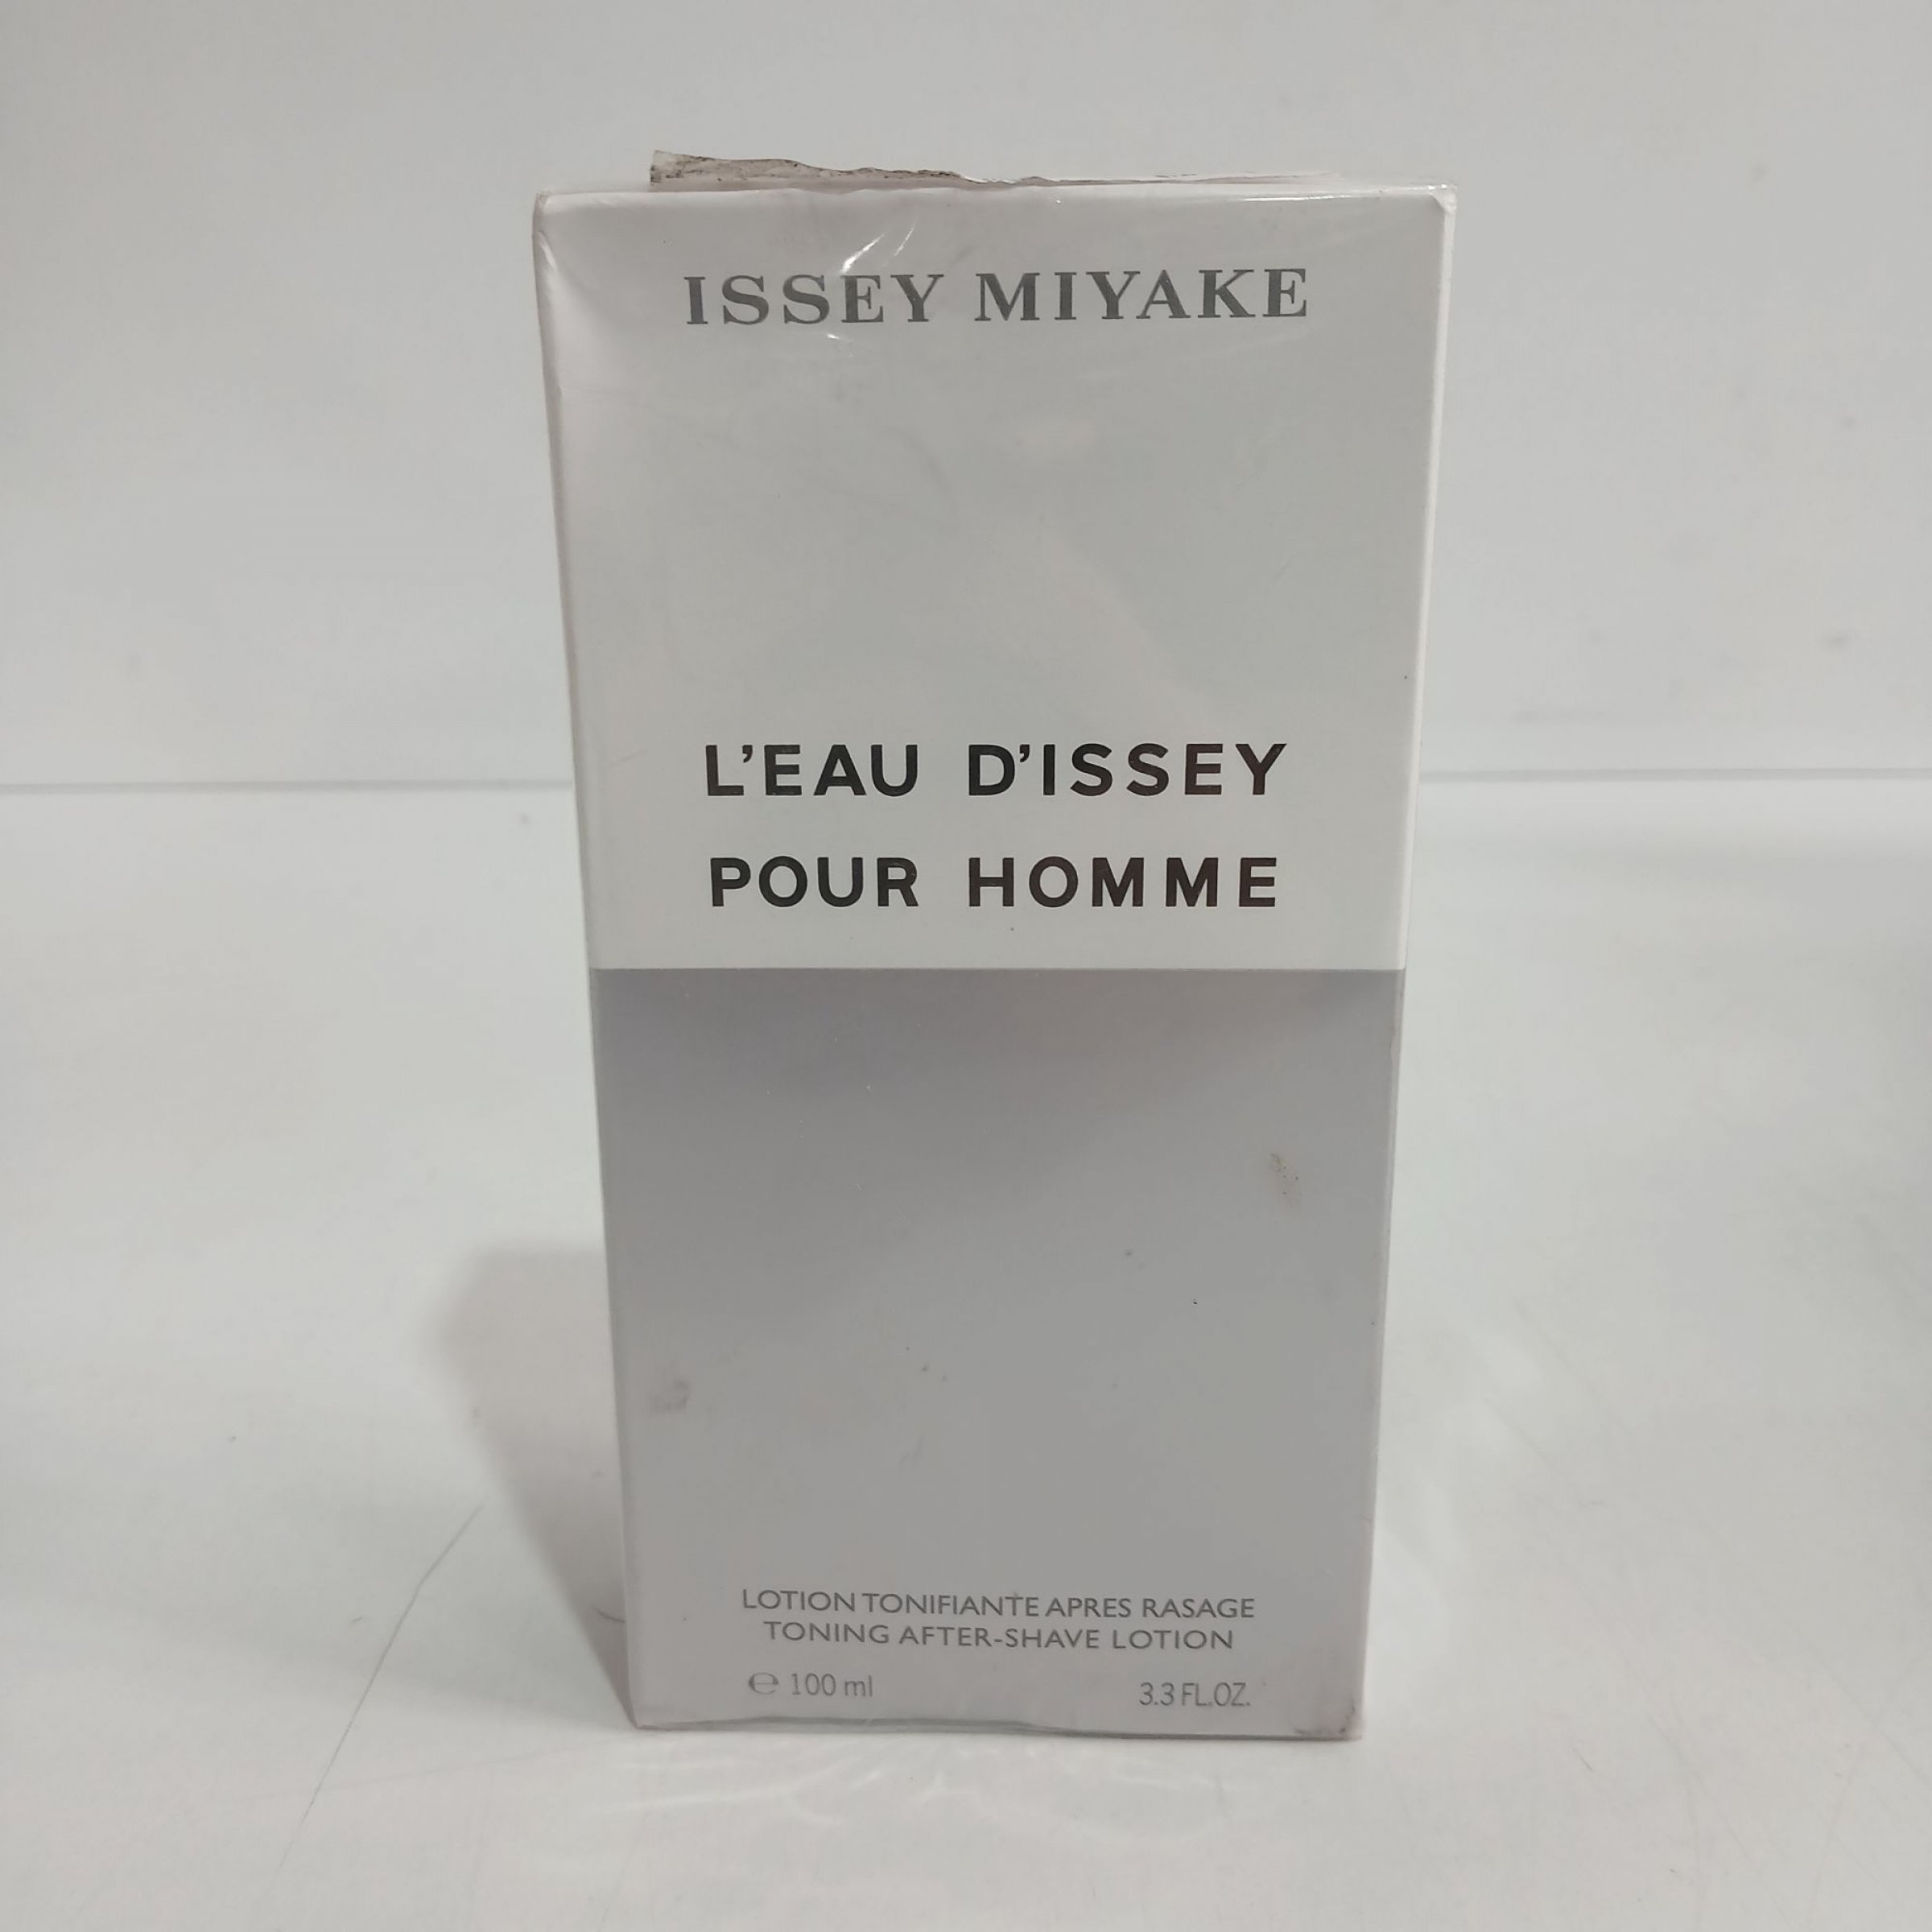 ISSEY MIYAKE
L'EAU D'ISSEY
POUR HOMME
LOTION TONIFIANTE APRES RASAGE
TONING AFTER-SHAVE LOTION
℮ 100 ml 3.3 FL.OZ.